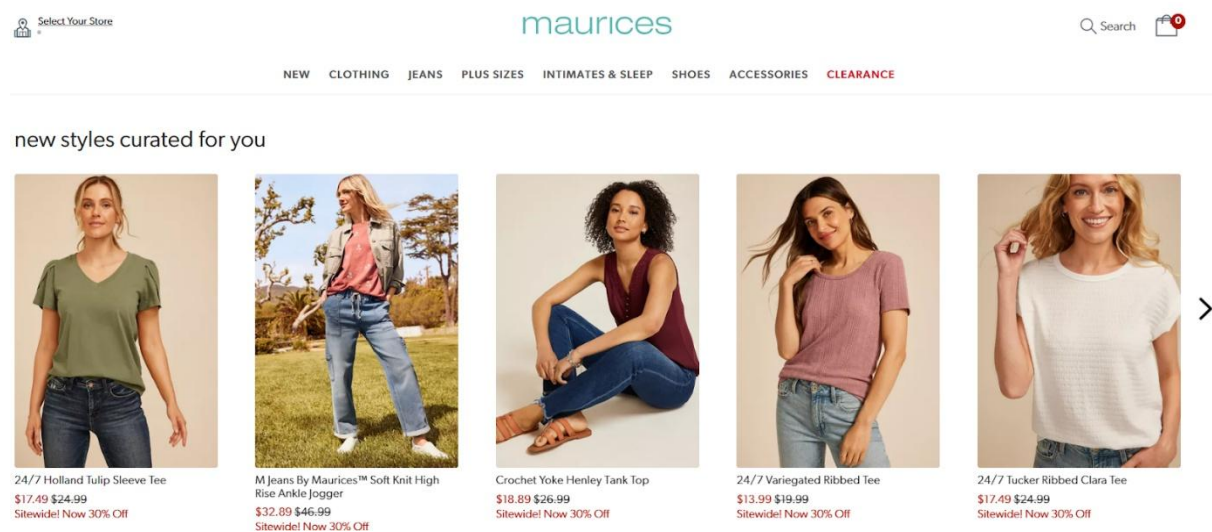 Select Your Store
maurices
Search
0
NEW CLOTHING JEANS PLUS SIZES INTIMATES & SLEEP SHOES ACCESSORIES CLEARANCE
new styles curated for you
24/7 Holland Tulip Sleeve Tee
$17.49 $24.99
Sitewide! Now 30% Off
M Jeans By Maurices™ Soft Knit High
Rise Ankle Jogger
$32.89 $46.99
Sitewide! Now 30% Off
Crochet Yoke Henley Tank Top
$18.89 $26.99
Sitewide! Now 30% Off
24/7 Variegated Ribbed Tee
$13.99 $19.99
Sitewide! Now 30% Off
24/7 Tucker Ribbed Clara Tee
$17.49 $24.99
Sitewide! Now 30% Off